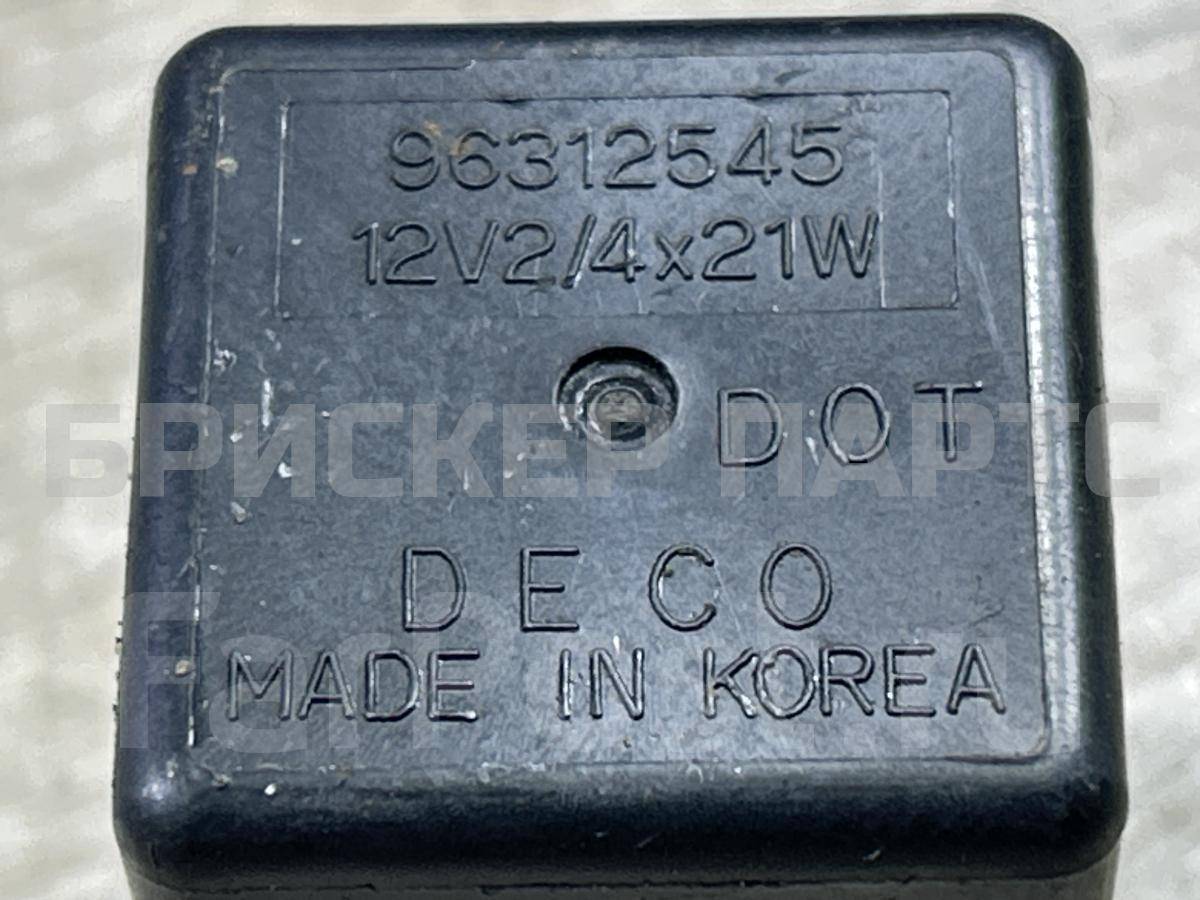 96312545
12V2/4x21W
DOT
БРИСКЕР ПАРТС
DECO
MADE IN KOREA